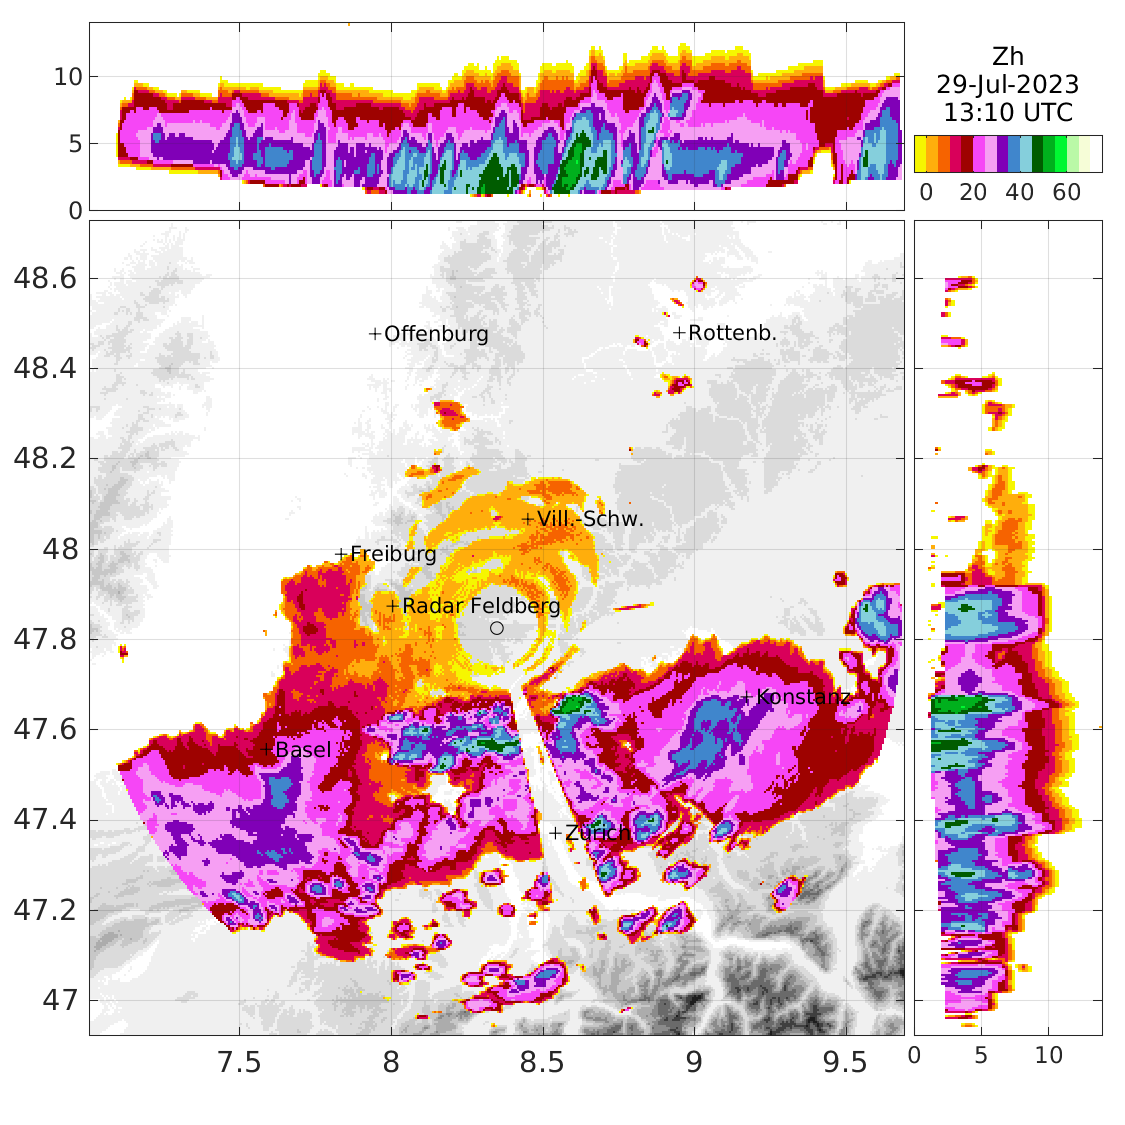 Zh
29-Jul-2023
13:10 UTC
10
5
0
0 20 40 60
48.6
48.4
48.2
48
47.8
47.6
47.4
47.2
47
Offenburg
Rottenb.
Vill.-Schw.
Freiburg
Radar Feldberg
Konstanz
Basel
Zürich
7.5 8 8.5 9 9.5
0 5 10